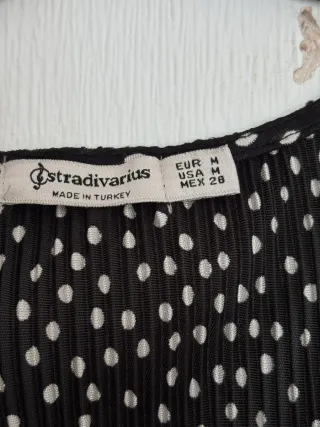 stradivarius
MADE IN TURKEY
EUR M
USA M
MEX 28